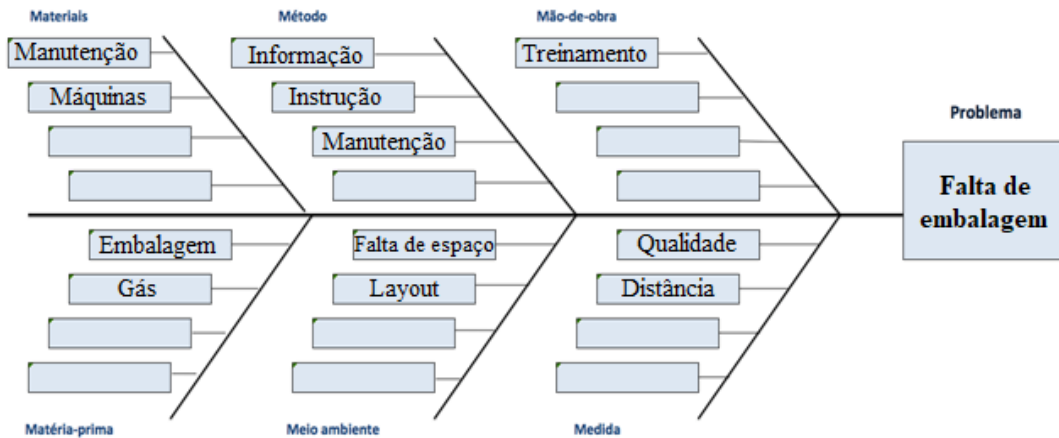 Materiais
Método
Mão-de-obra
Manutenção
Informação
Treinamento
Máquinas
Instrução
Manutenção
Problema
Falta de
embalagem
Embalagem
Falta de espaço
Qualidade
Gás
Layout
Distância
Matéria-prima
Meio ambiente
Medida